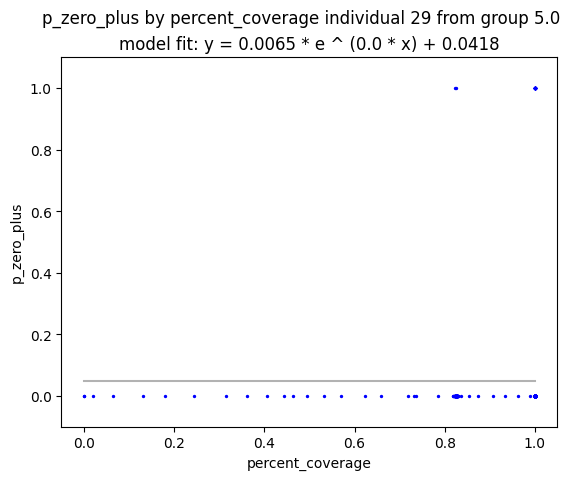 p_zero_plus by percent_coverage individual 29 from group 5.0
model fit: y = 0.0065 * e ^ (0.0 * x) + 0.0418
1.0
0.8
0.6
0.4
0.2
0.0
p_zero_plus
0.0 0.2 0.4 0.6 0.8 1.0
percent_coverage